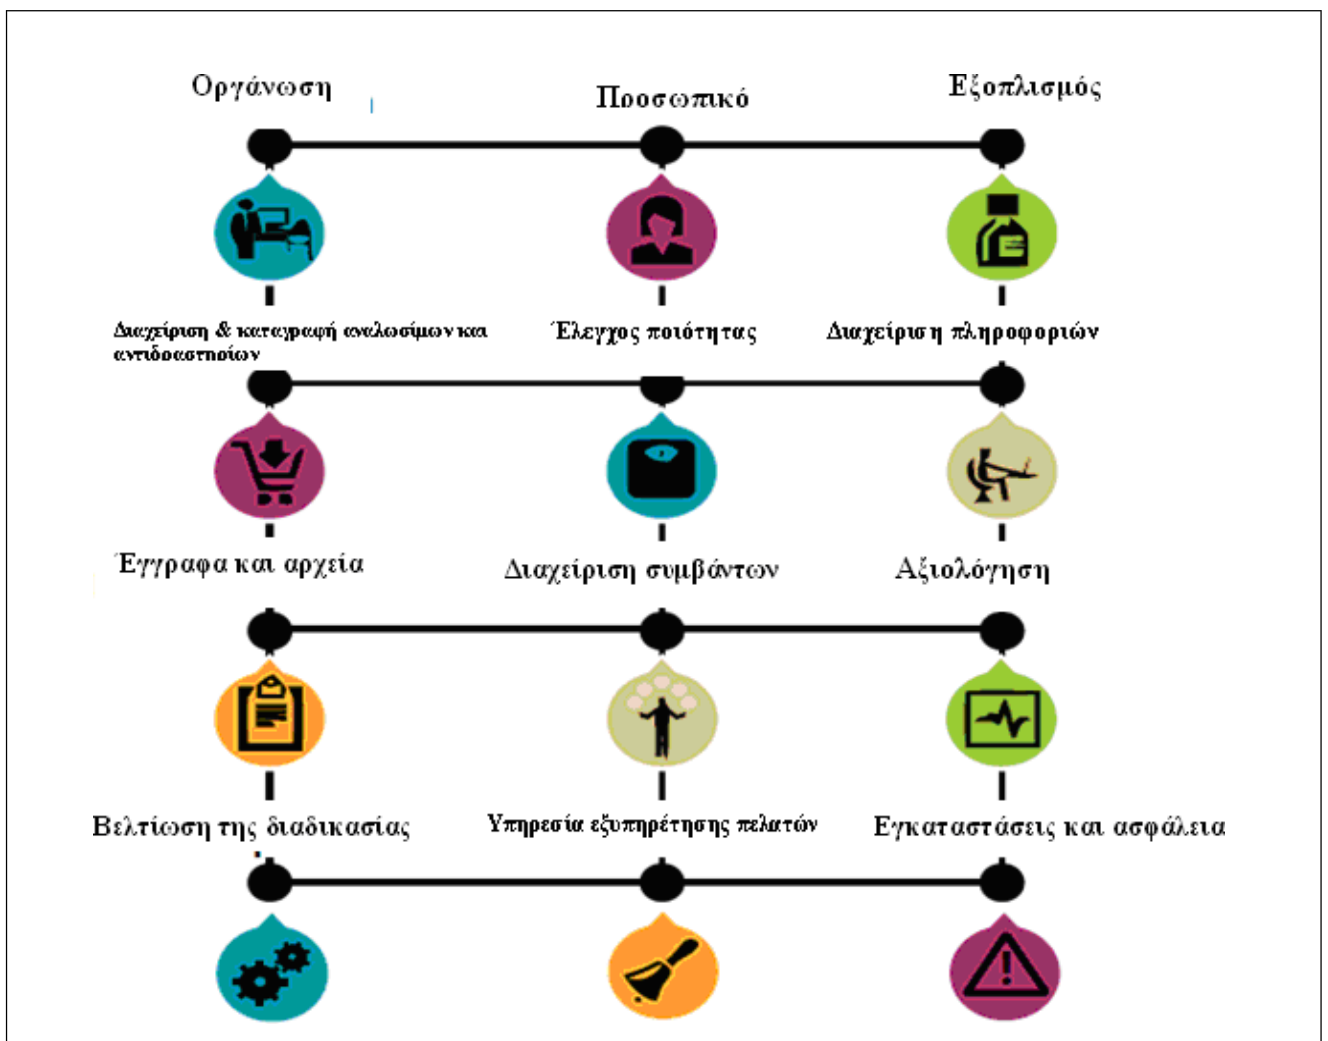 Οργάνωση
Προσωπικό
Εξοπλισμός
Διαχείριση & καταγραφή αναλωσίμων και
αντιδραστηρίων
Έλεγχος ποιότητας
Διαχείριση πληροφοριών
Έγγραφα και αρχεία
Διαχείριση συμβάντων
Αξιολόγηση
Βελτίωση της διαδικασίας
Υπηρεσία εξυπηρέτησης πελατών
Εγκαταστάσεις και ασφάλεια